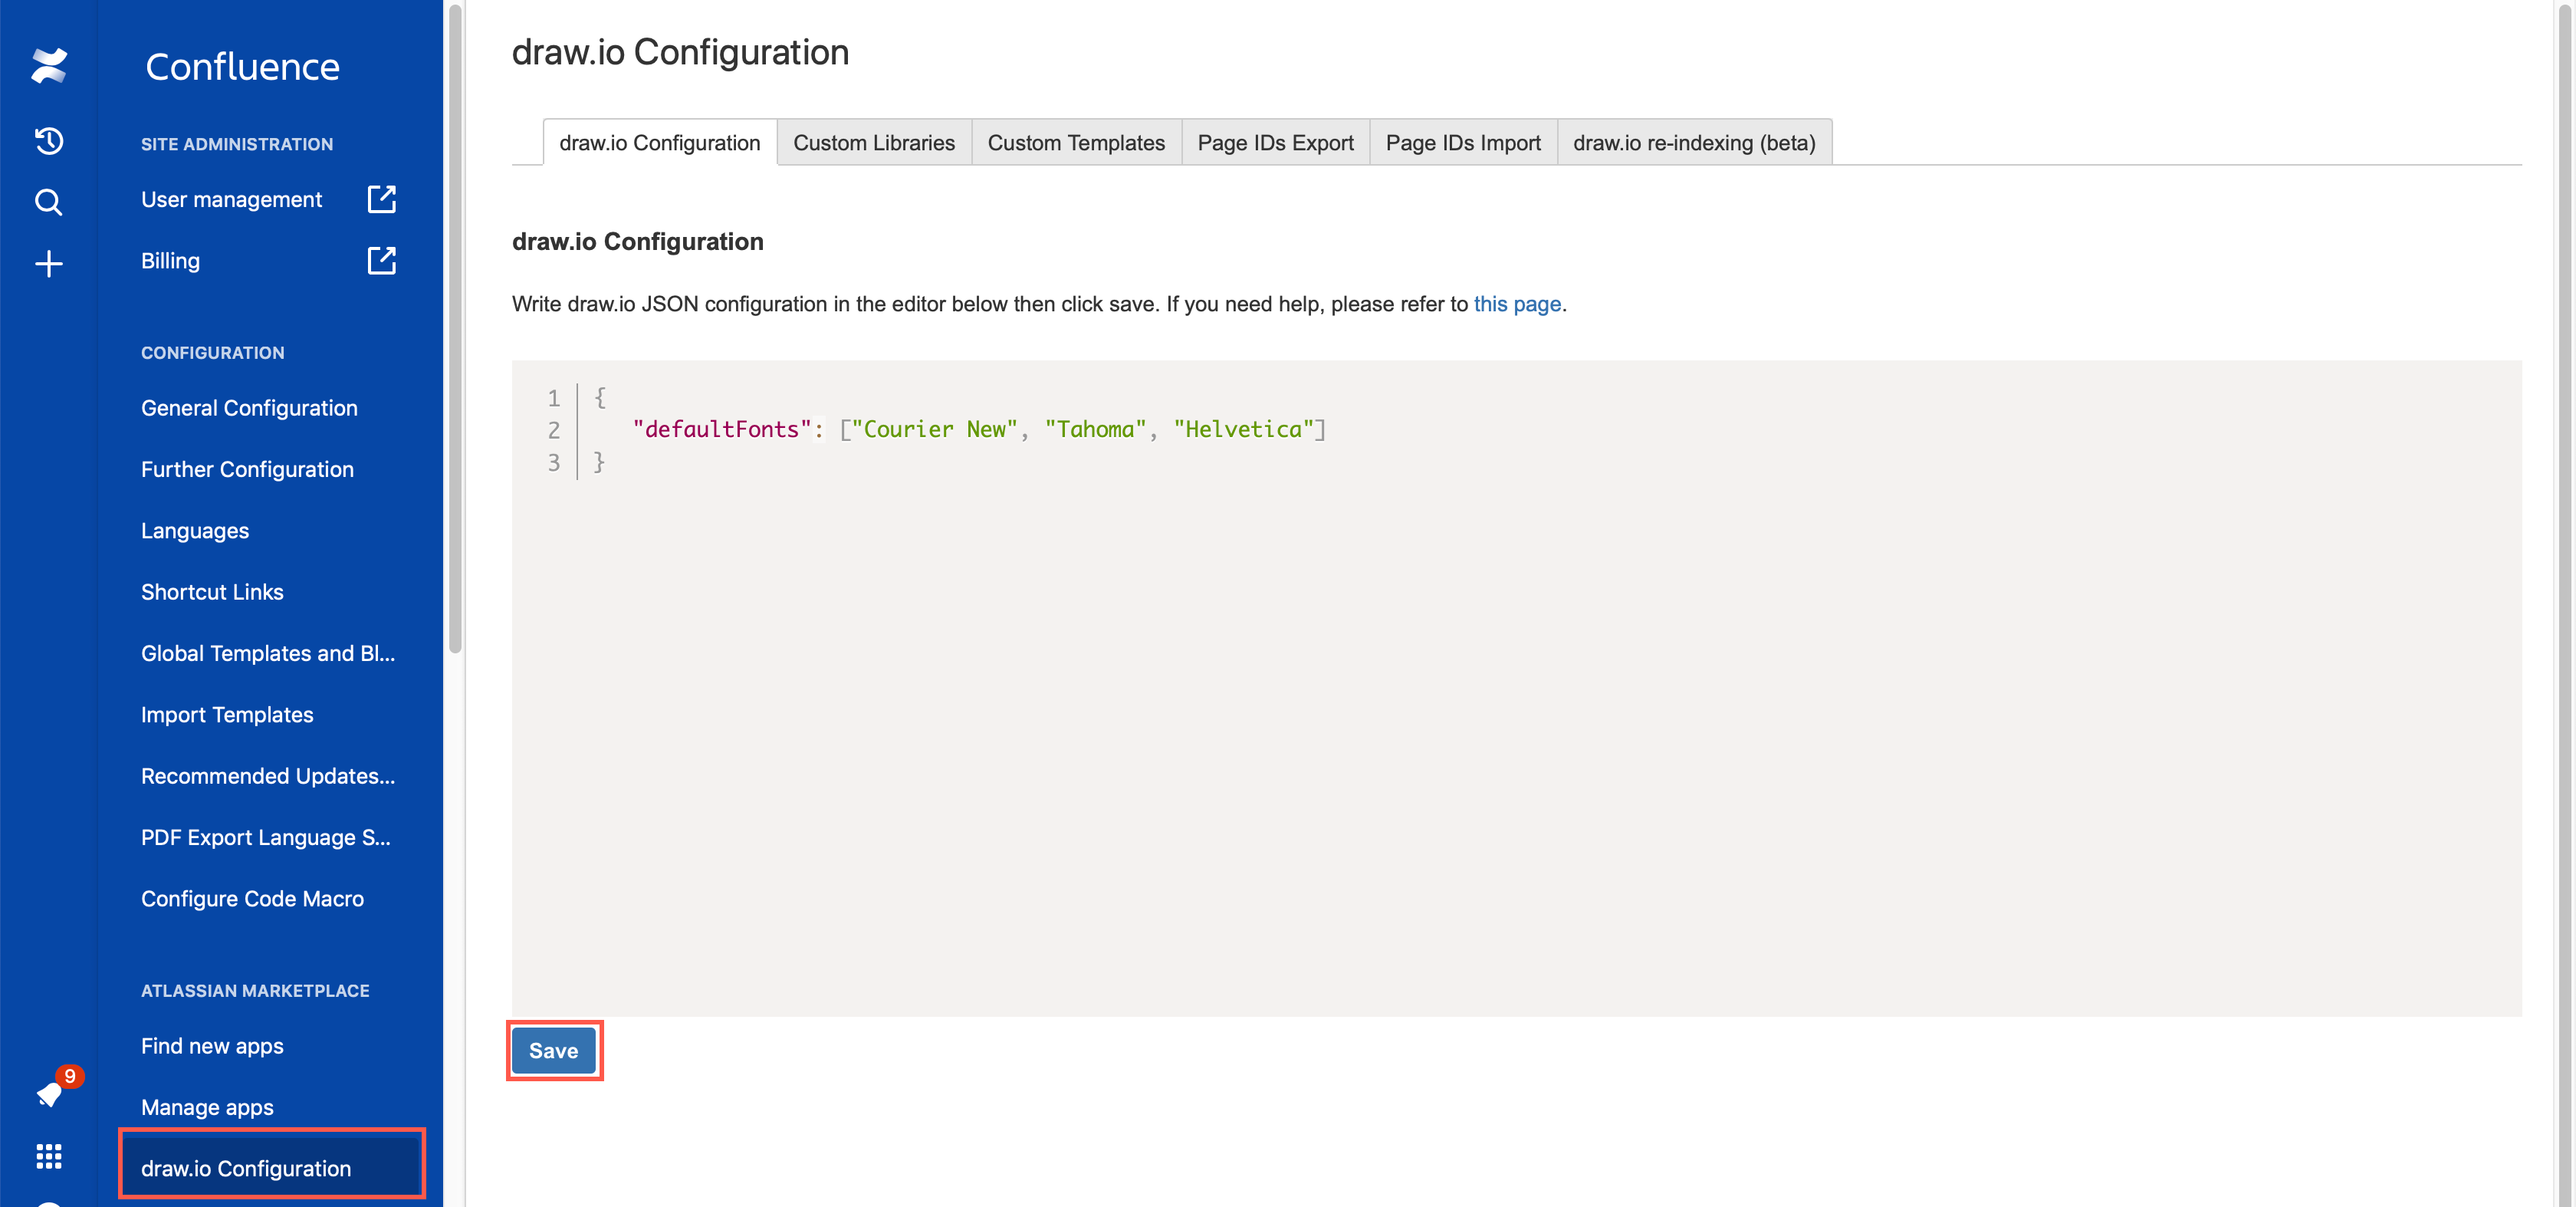 Confluence
SITE ADMINISTRATION
User management
Billing
CONFIGURATION
General Configuration
Further Configuration
Languages
Shortcut Links
Global Templates and Bl...
Import Templates
Recommended Updates...
PDF Export Language S...
Configure Code Macro
ATLASSIAN MARKETPLACE
Find new apps
Manage apps
draw.io Configuration
9
draw.io Configuration
draw.io Configuration Custom Libraries Custom Templates Page IDs Export Page IDs Import draw.io re-indexing (beta)
draw.io Configuration
Write draw.io JSON configuration in the editor below then click save. If you need help, please refer to this page.
1 {
2 "defaultFonts": ["Courier New", "Tahoma", "Helvetica"]
3 }
Save